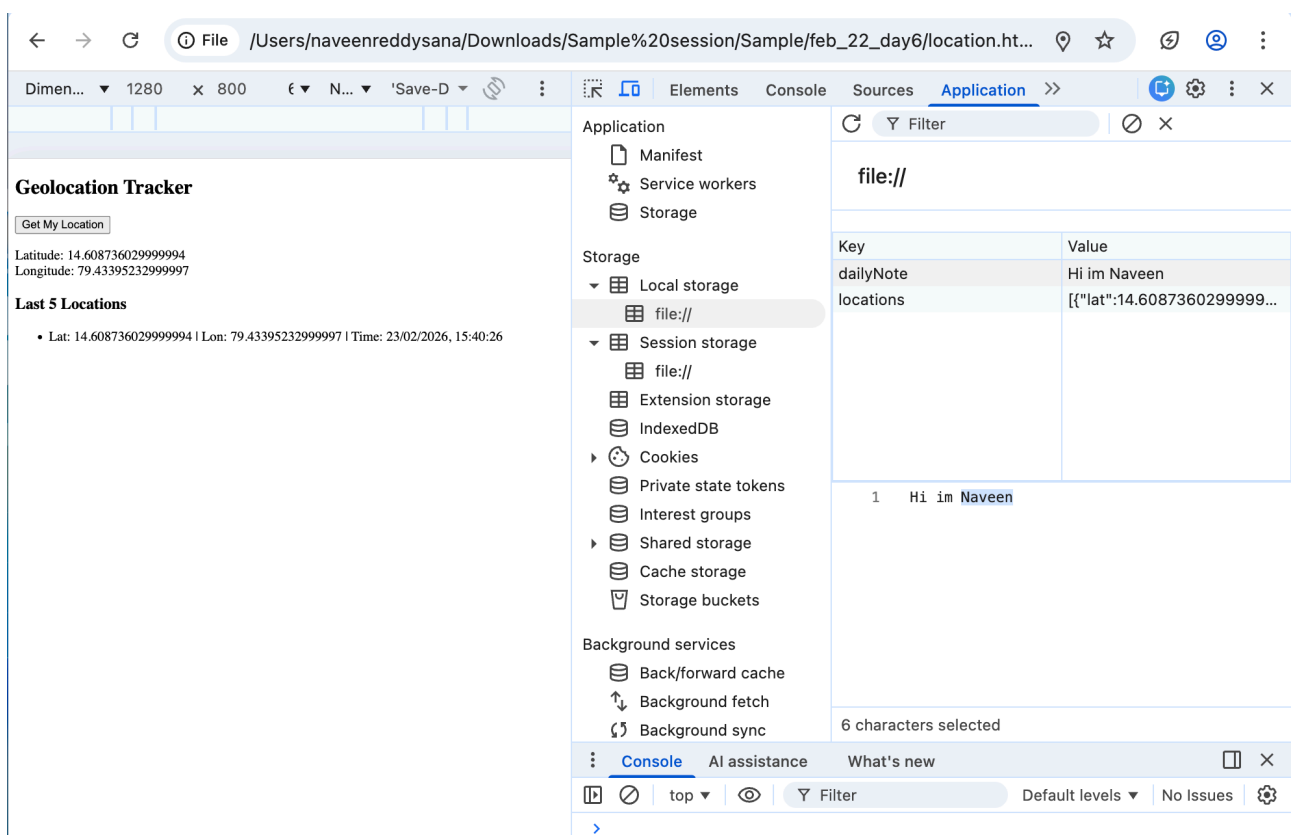 File /Users/naveenreddysana/Downloads/Sample%20session/Sample/feb_22_day6/location.ht...
Dimen... 1280 x 800 6 N... 'Save-D
Elements Console Sources Application
Geolocation Tracker
Get My Location
Latitude: 14.608736029999994
Longitude: 79.43395232999997
Last 5 Locations
• Lat: 14.608736029999994 | Lon: 79.43395232999997 | Time: 23/02/2026, 15:40:26
Application
Manifest
Service workers
Storage
Storage
Local storage
file://
Session storage
file://
Extension storage
IndexedDB
Cookies
Private state tokens
Interest groups
Shared storage
Cache storage
Storage buckets
Background services
Back/forward cache
Background fetch
Background sync
Filter
file://
Key Value
dailyNote Hi im Naveen
locations [{"lat":14.6087360299999...
1 Hi im Naveen
6 characters selected
Console AI assistance What's new
top Filter Default levels No Issues